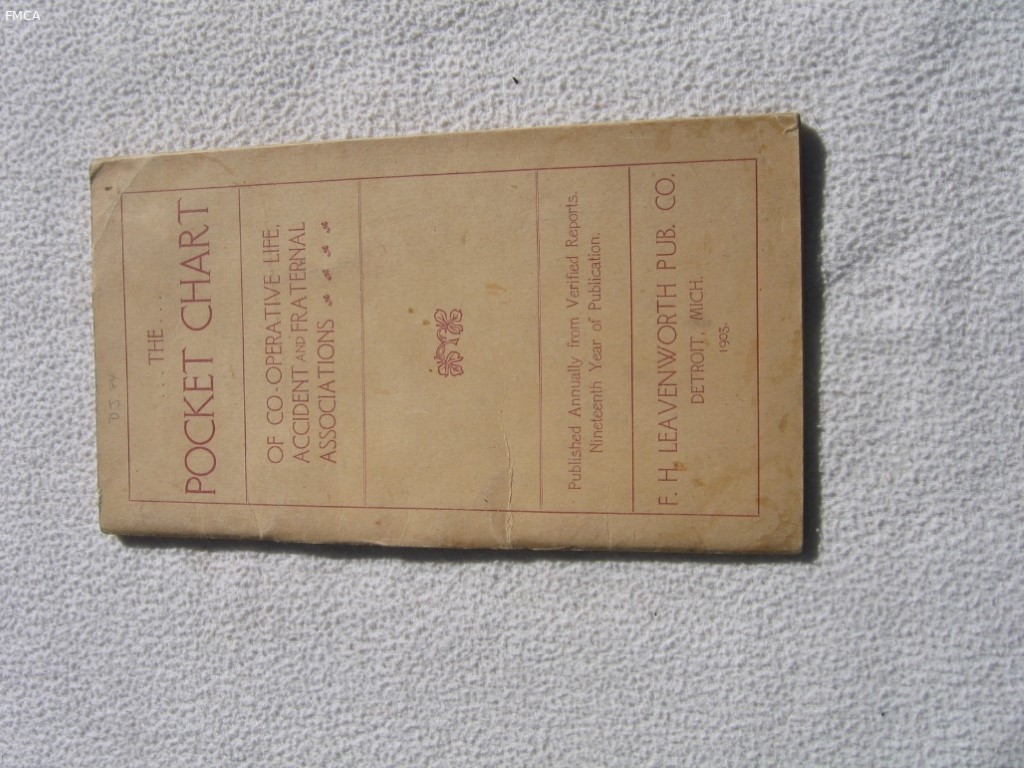 FMCA
. . . . THE . . . .
POCKET CHART
OF CO-OPERATIVE LIFE,
ACCIDENT AND FRATERNAL
ASSOCIATIONS
Published Annually from Verified Reports.
Nineteenth Year of Publication.
F. H. LEAVENWORTH PUB. CO.
DETROIT, MICH.
1905.